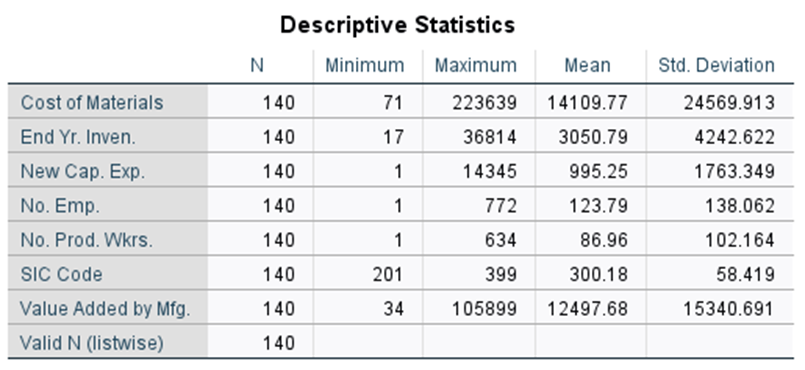 Descriptive Statistics
N Minimum Maximum Mean Std. Deviation
Cost of Materials 140 71 223639 14109.77 24569.913
End Yr. Inven. 140 17 36814 3050.79 4242.622
New Cap. Exp. 140 1 14345 995.25 1763.349
No. Emp. 140 1 772 123.79 138.062
No. Prod. Wkrs. 140 1 634 86.96 102.164
SIC Code 140 201 399 300.18 58.419
Value Added by Mfg. 140 34 105899 12497.68 15340.691
Valid N (listwise) 140